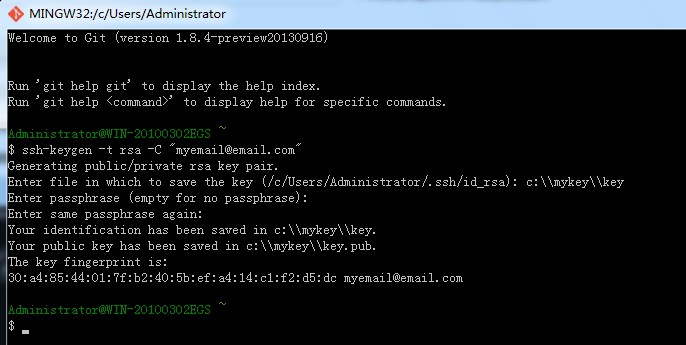 MINGW32:/c/Users/Administrator
Welcome to Git (version 1.8.4-preview20130916)
Run 'git help git' to display the help index.
Run 'git help <command>' to display help for specific commands.
Administrator@WIN-20100302EGS ~
$ ssh-keygen -t rsa -C "myemail@email.com"
Generating public/private rsa key pair.
Enter file in which to save the key (/c/Users/Administrator/.ssh/id_rsa): c:\\mykey\\key
Enter passphrase (empty for no passphrase):
Enter same passphrase again:
Your identification has been saved in c:\\mykey\\key.
Your public key has been saved in c:\\mykey\\key.pub.
The key fingerprint is:
30:a4:85:44:01:7f:b2:40:5b:ef:a4:14:c1:f2:d5:dc myemail@email.com
Administrator@WIN-20100302EGS ~
$